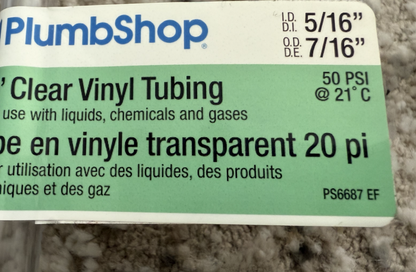 PlumbShop®
I.D. D.I. 5/16”
O.D. D.E. 7/16”
’ Clear Vinyl Tubing
50 PSI
@ 21°C
use with liquids, chemicals and gases
be en vinyle transparent 20 pi
r utilisation avec des liquides, des produits
niques et des gaz
PS6687 EF